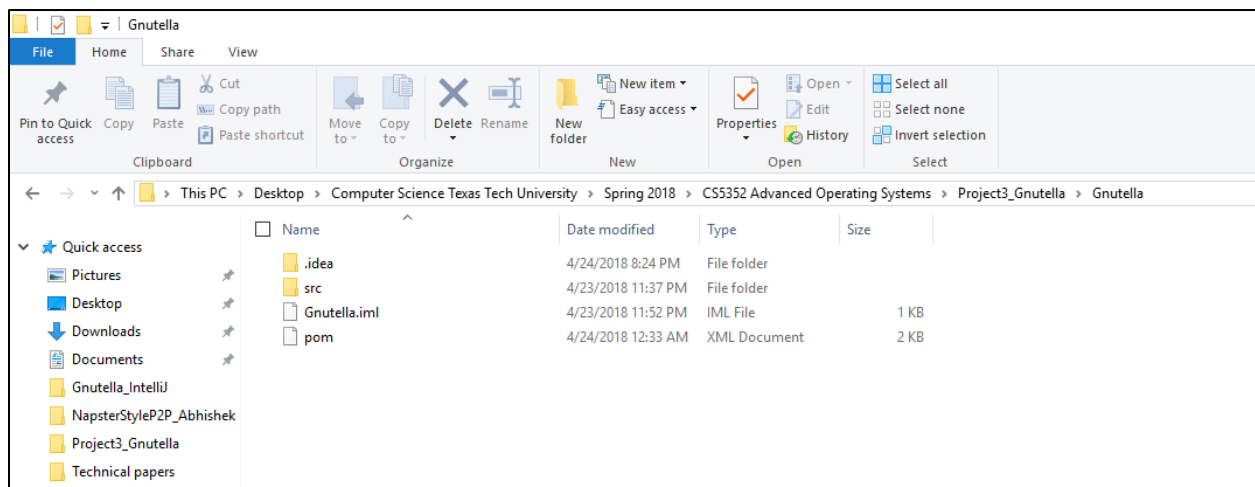 Gnutella
File Home Share View
Pin to Quick access
Copy
Paste
Cut
Copy path
Paste shortcut
Clipboard
Move to
Copy to
Delete
Rename
Organize
New folder
New item
Easy access
New
Properties
Open
Edit
History
Open
Select all
Select none
Invert selection
Select
This PC > Desktop > Computer Science Texas Tech University > Spring 2018 > CS5352 Advanced Operating Systems > Project3_Gnutella > Gnutella
Quick access
Pictures
Desktop
Downloads
Documents
Gnutella_IntelliJ
NapsterStyleP2P_Abhishek
Project3_Gnutella
Technical papers
Name Date modified Type Size
.idea 4/24/2018 8:24 PM File folder
src 4/23/2018 11:37 PM File folder
Gnutella.iml 4/23/2018 11:52 PM IML File 1 KB
pom 4/24/2018 12:33 AM XML Document 2 KB